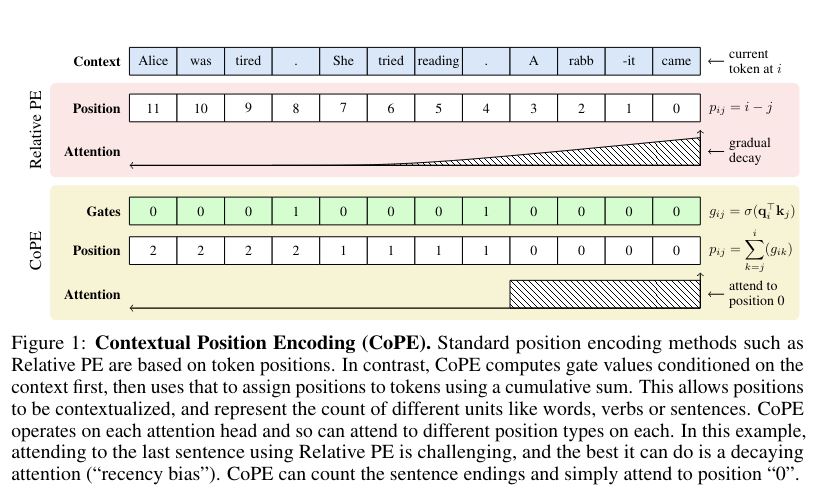 Context Alice was tired . She tried reading . A rabb -it came ← current token at i
Relative PE
Position 11 10 9 8 7 6 5 4 3 2 1 0 p_{ij} = i − j
Attention ← gradual decay
CoPE
Gates 0 0 0 1 0 0 0 1 0 0 0 0 g_{ij} = σ(q_i^⊤ k_j)
Position 2 2 2 2 1 1 1 1 0 0 0 0 p_{ij} = \sum_{k=j}^{i} (g_{ik})
Attention ← attend to position 0
Figure 1: Contextual Position Encoding (CoPE). Standard position encoding methods such as
Relative PE are based on token positions. In contrast, CoPE computes gate values conditioned on the
context first, then uses that to assign positions to tokens using a cumulative sum. This allows positions
to be contextualized, and represent the count of different units like words, verbs or sentences. CoPE
operates on each attention head and so can attend to different position types on each. In this example,
attending to the last sentence using Relative PE is challenging, and the best it can do is a decaying
attention (“recency bias”). CoPE can count the sentence endings and simply attend to position “0”.